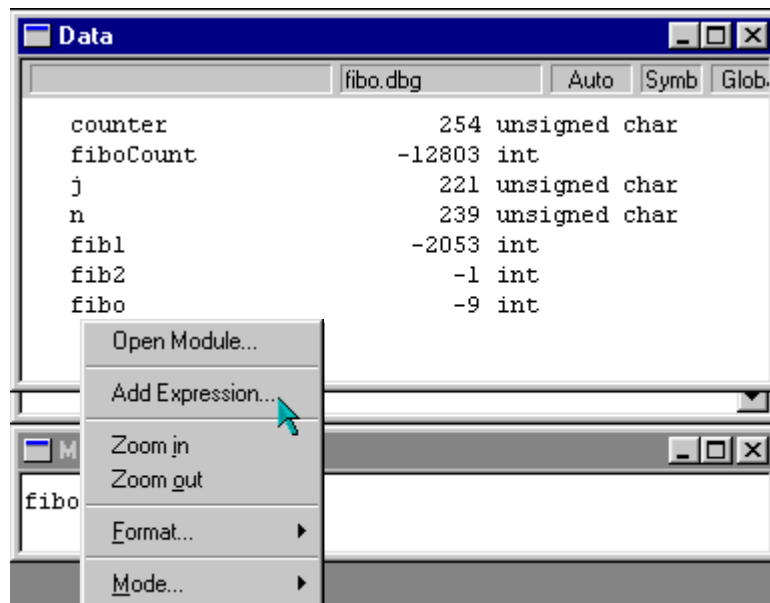 Data
fibo.dbg Auto Symb Glob
counter 254 unsigned char
fiboCount -12803 int
j 221 unsigned char
n 239 unsigned char
fib1 -2053 int
fib2 -1 int
fibo -9 int
Open Module...
Add Expression...
Zoom in
M
Zoom out
fibo
Format...
Mode...